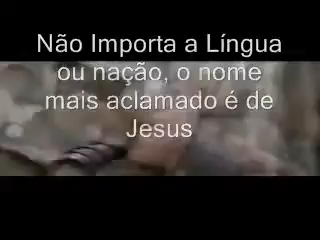 Não Importa a Língua
ou nação, o nome
mais aclamado é de
Jesus